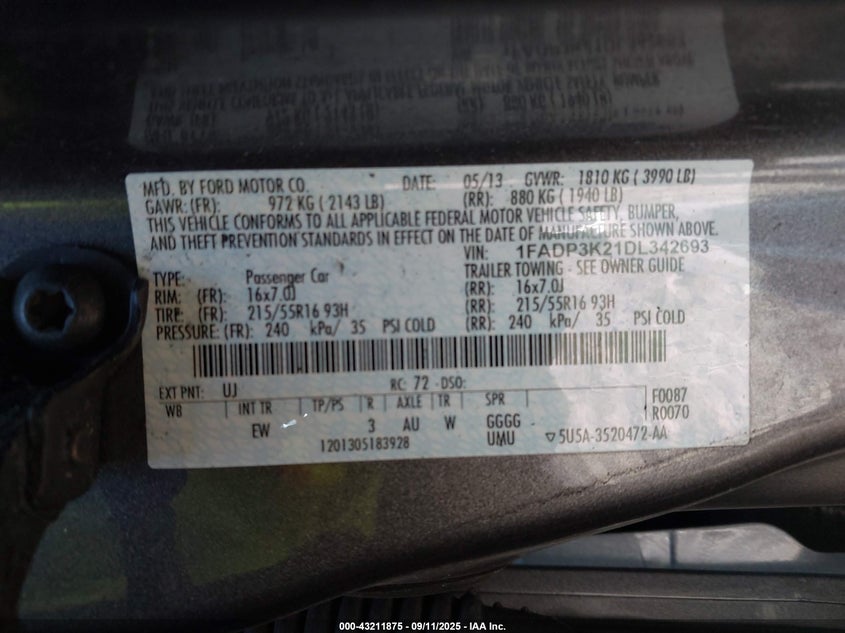 MFD. BY FORD MOTOR CO. DATE: 05/13 GVWR: 1810 KG ( 3990 LB)
GAWR: (FR): 972 KG ( 2143 LB) (RR): 880 KG ( 1940 LB)
THIS VEHICLE CONFORMS TO ALL APPLICABLE FEDERAL MOTOR VEHICLE SAFETY, BUMPER,
AND THEFT PREVENTION STANDARDS IN EFFECT ON THE DATE OF MANUFACTURE SHOWN ABOVE.
VIN: 1FADP3K21DL342693
TYPE: Passenger Car TRAILER TOWING - SEE OWNER GUIDE
RIM: (FR): 16x7.0J (RR): 16x7.0J
TIRE: (FR): 215/55R16 93H (RR): 215/55R16 93H
PRESSURE: (FR): 240 kPa/ 35 PSI COLD (RR): 240 kPa/ 35 PSI COLD
EXT PNT: UJ RC: 72 -DSO: F0087
WB INT TR TP/PS R AXLE TR SPR R0070
EW 3 AU W GGGG
1201305183928 UMU ▽5U5A-3520472-AA
000-43211875 - 09/11/2025 - IAA Inc.